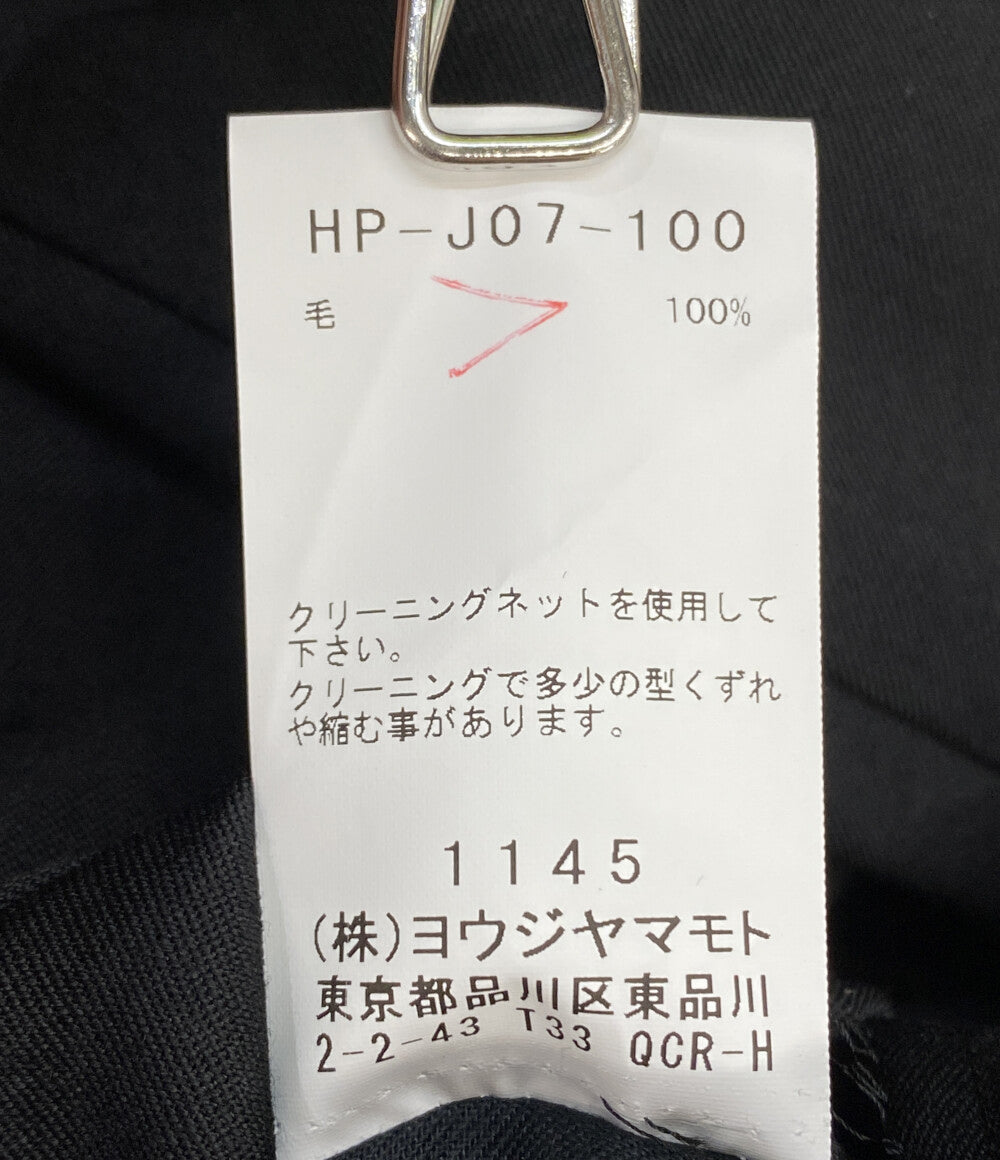 HP-J07-100
毛 100%
クリーニングネットを使用して
下さい。
クリーニングで多少の型くずれ
や縮む事があります。
1145
(株)ヨウジヤマモト
東京都品川区東品川
2-2-43 T33 QCR-H